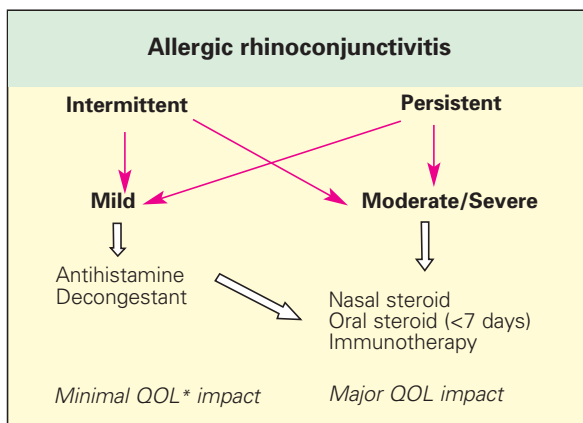 Allergic rhinoconjunctivitis
Intermittent
Persistent
Mild
Moderate/Severe
Antihistamine
Decongestant
Nasal steroid
Oral steroid (<7 days)
Immunotherapy
Minimal QOL* impact
Major QOL impact